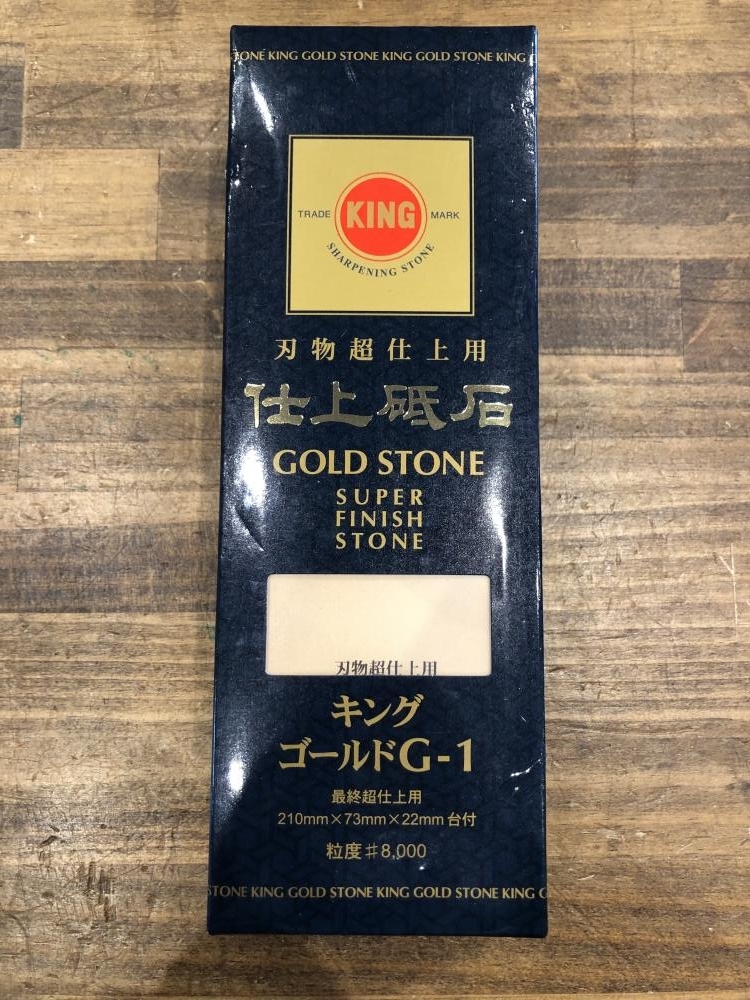 TONE KING GOLD STONE KING GOLD STONE KING
TRADE KING MARK
SHARPENING STONE
刃物超仕上用
仕上砥石
GOLD STONE
SUPER
FINISH
STONE
刃物超仕上用
キング
ゴールドG-1
最終超仕上用
210mm×73mm×22mm 台付
粒度♯8,000
STONE KING GOLD STONE KING GOLD STONE KING G